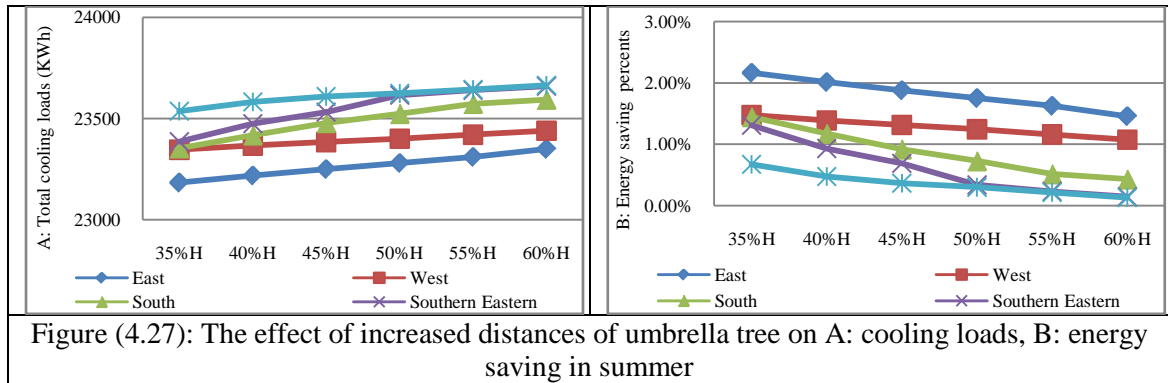 A: Total cooling loads (KWh)
24000
23500
23000
35%H 40%H 45%H 50%H 55%H 60%H
East West
South Southern Eastern
B: Energy saving percents
3.00%
2.00%
1.00%
0.00%
35%H 40%H 45%H 50%H 55%H 60%H
East West
South Southern Eastern
Figure (4.27): The effect of increased distances of umbrella tree on A: cooling loads, B: energy
saving in summer